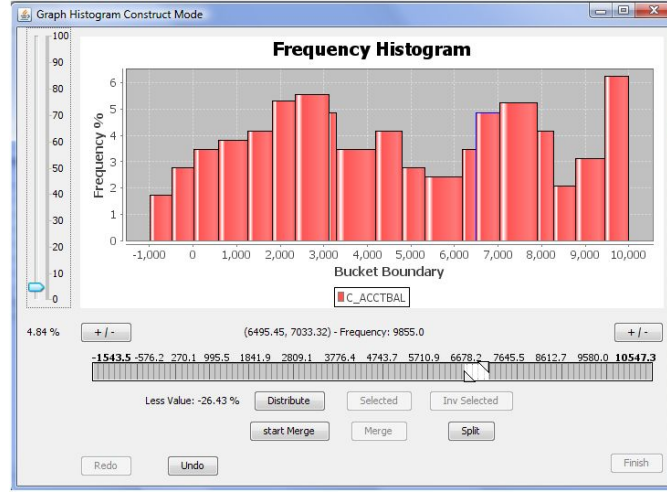 Graph Histogram Construct Mode
Frequency Histogram
100
90
80
70
60
50
40
30
20
10
0
Frequency %
6
5
4
3
2
1
0
-1,000 0 1,000 2,000 3,000 4,000 5,000 6,000 7,000 8,000 9,000 10,000
Bucket Boundary
C_ACCTBAL
4.84 % + / - (6495.45, 7033.32) - Frequency: 9855.0 + / -
-1543.5 -576.2 270.1 995.5 1841.9 2809.1 3776.4 4743.7 5710.9 6678.2 7645.5 8612.7 9580.0 10547.3
Less Value: -26.43 % Distribute Selected Inv Selected
start Merge Merge Split
Redo Undo Finish